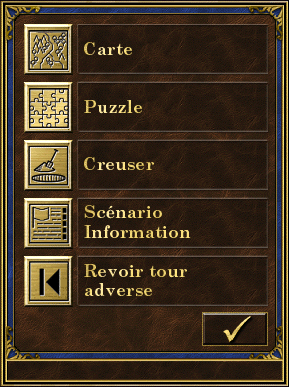 Carte
Puzzle
Creuser
Scénario
Information
Revoir tour
adverse